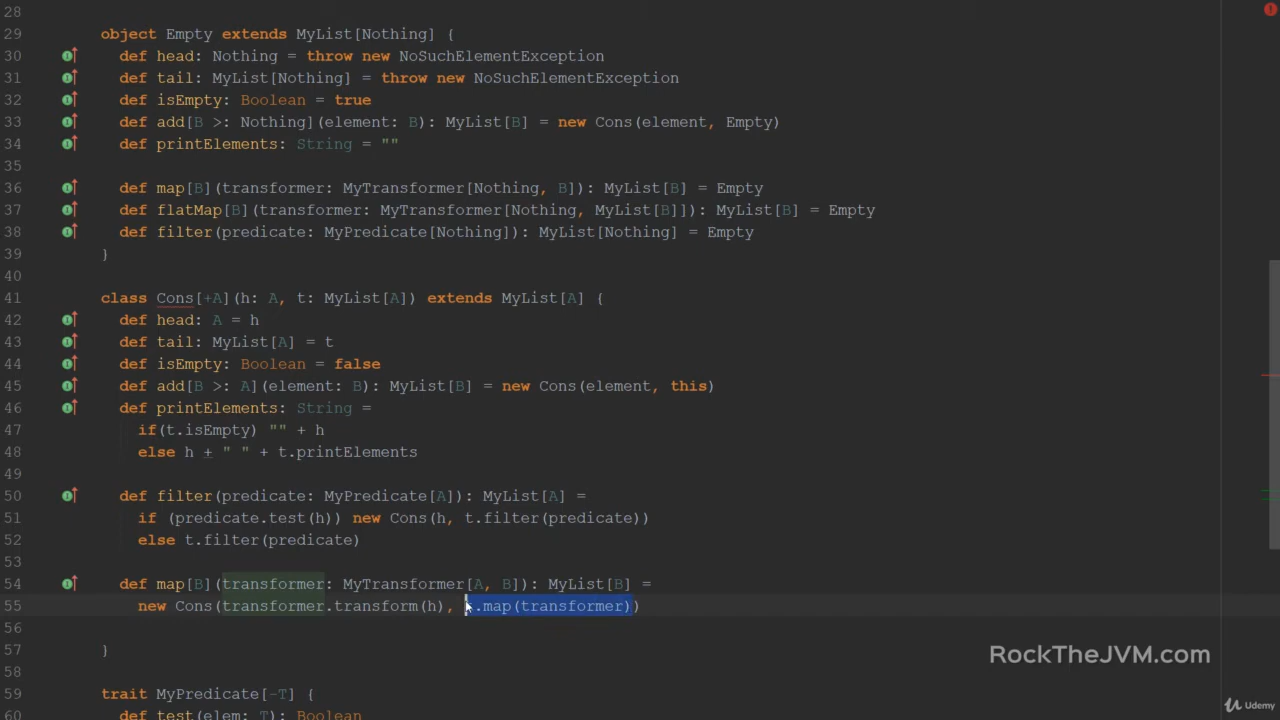 28
29 object Empty extends MyList[Nothing] {
30 def head: Nothing = throw new NoSuchElementException
31 def tail: MyList[Nothing] = throw new NoSuchElementException
32 def isEmpty: Boolean = true
33 def add[B >: Nothing](element: B): MyList[B] = new Cons(element, Empty)
34 def printElements: String = ""
35
36 def map[B](transformer: MyTransformer[Nothing, B]): MyList[B] = Empty
37 def flatMap[B](transformer: MyTransformer[Nothing, MyList[B]]): MyList[B] = Empty
38 def filter(predicate: MyPredicate[Nothing]): MyList[Nothing] = Empty
39 }
40
41 class Cons[+A](h: A, t: MyList[A]) extends MyList[A] {
42 def head: A = h
43 def tail: MyList[A] = t
44 def isEmpty: Boolean = false
45 def add[B >: A](element: B): MyList[B] = new Cons(element, this)
46 def printElements: String =
47 if(t.isEmpty) "" + h
48 else h + " " + t.printElements
49
50 def filter(predicate: MyPredicate[A]): MyList[A] =
51 if (predicate.test(h)) new Cons(h, t.filter(predicate))
52 else t.filter(predicate)
53
54 def map[B](transformer: MyTransformer[A, B]): MyList[B] =
55 new Cons(transformer.transform(h), t.map(transformer))
56
57 }
58
59 trait MyPredicate[-T] {
60 def test(elem: T): Boolean
RockTheJVM.com
Udemy